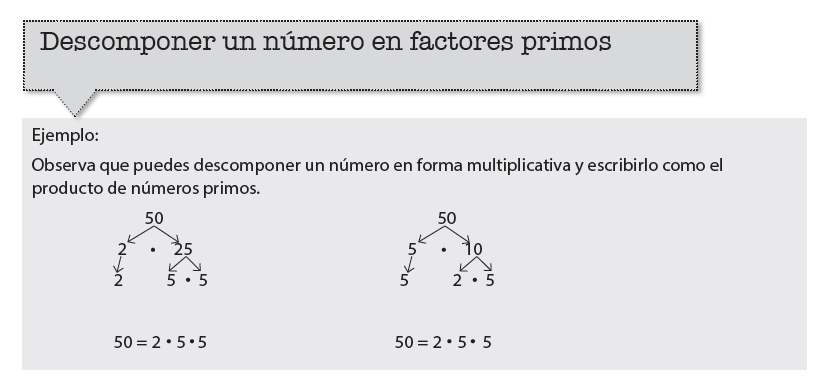 Descomponer un número en factores primos
Ejemplo:
Observa que puedes descomponer un número en forma multiplicativa y escribirlo como el
producto de números primos.
50 50
2 • 25 5 • 10
2 5 • 5 5 2 • 5
50 = 2 • 5 • 5 50 = 2 • 5 • 5